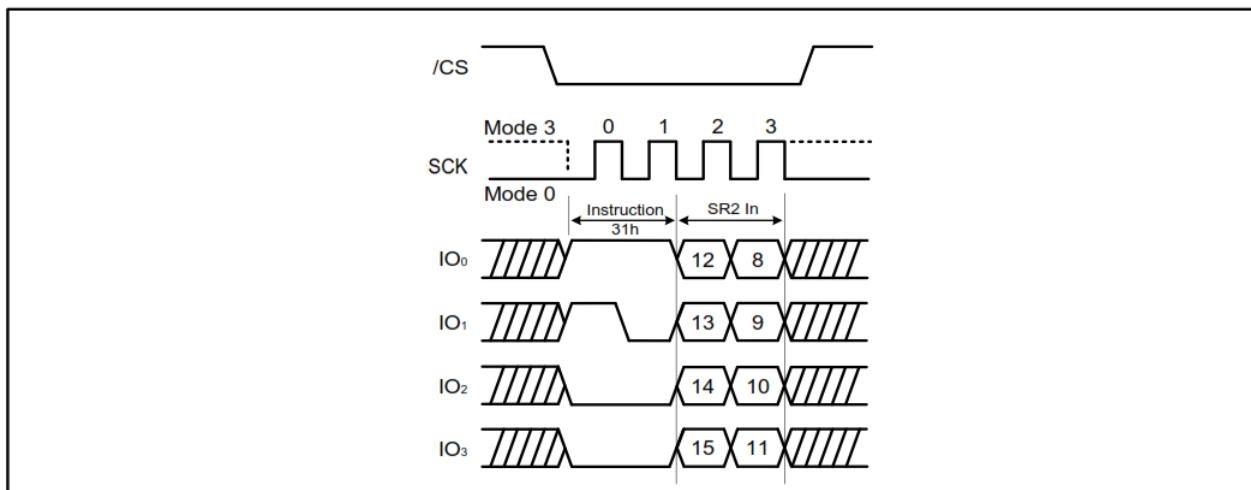 /CS
Mode 3 0 1 2 3
SCK
Mode 0
Instruction SR2 In
31h
IO₀ 12 8
IO₁ 13 9
IO₂ 14 10
IO₃ 15 11